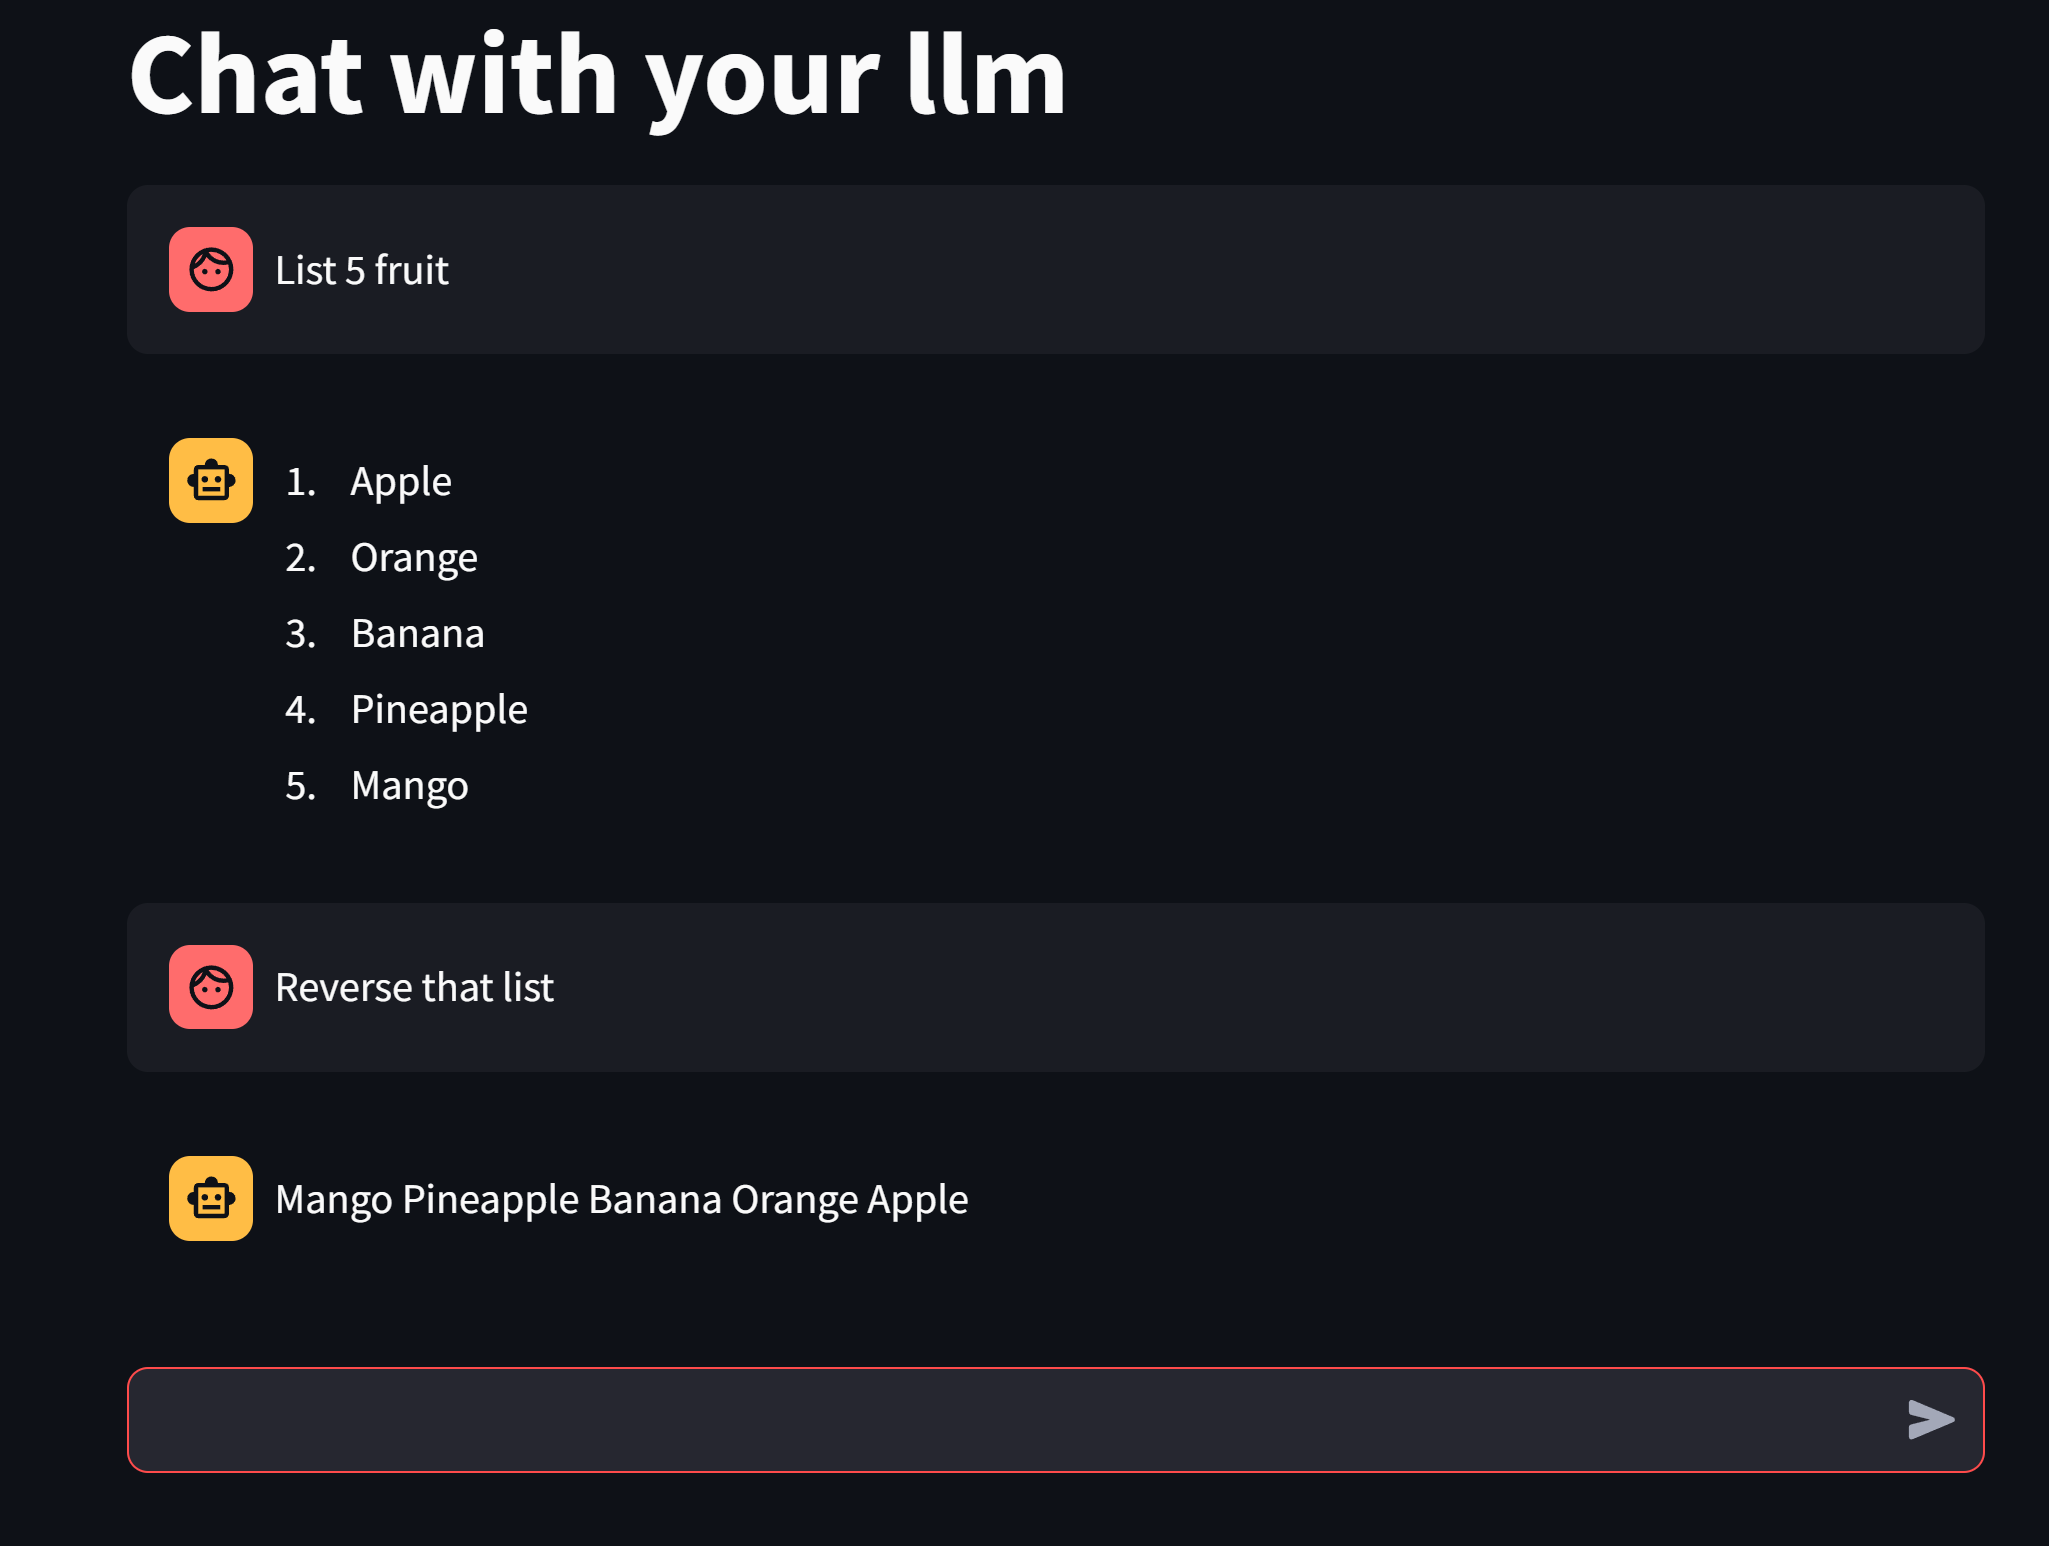 Chat with your llm
List 5 fruit
1. Apple
2. Orange
3. Banana
4. Pineapple
5. Mango
Reverse that list
Mango Pineapple Banana Orange Apple